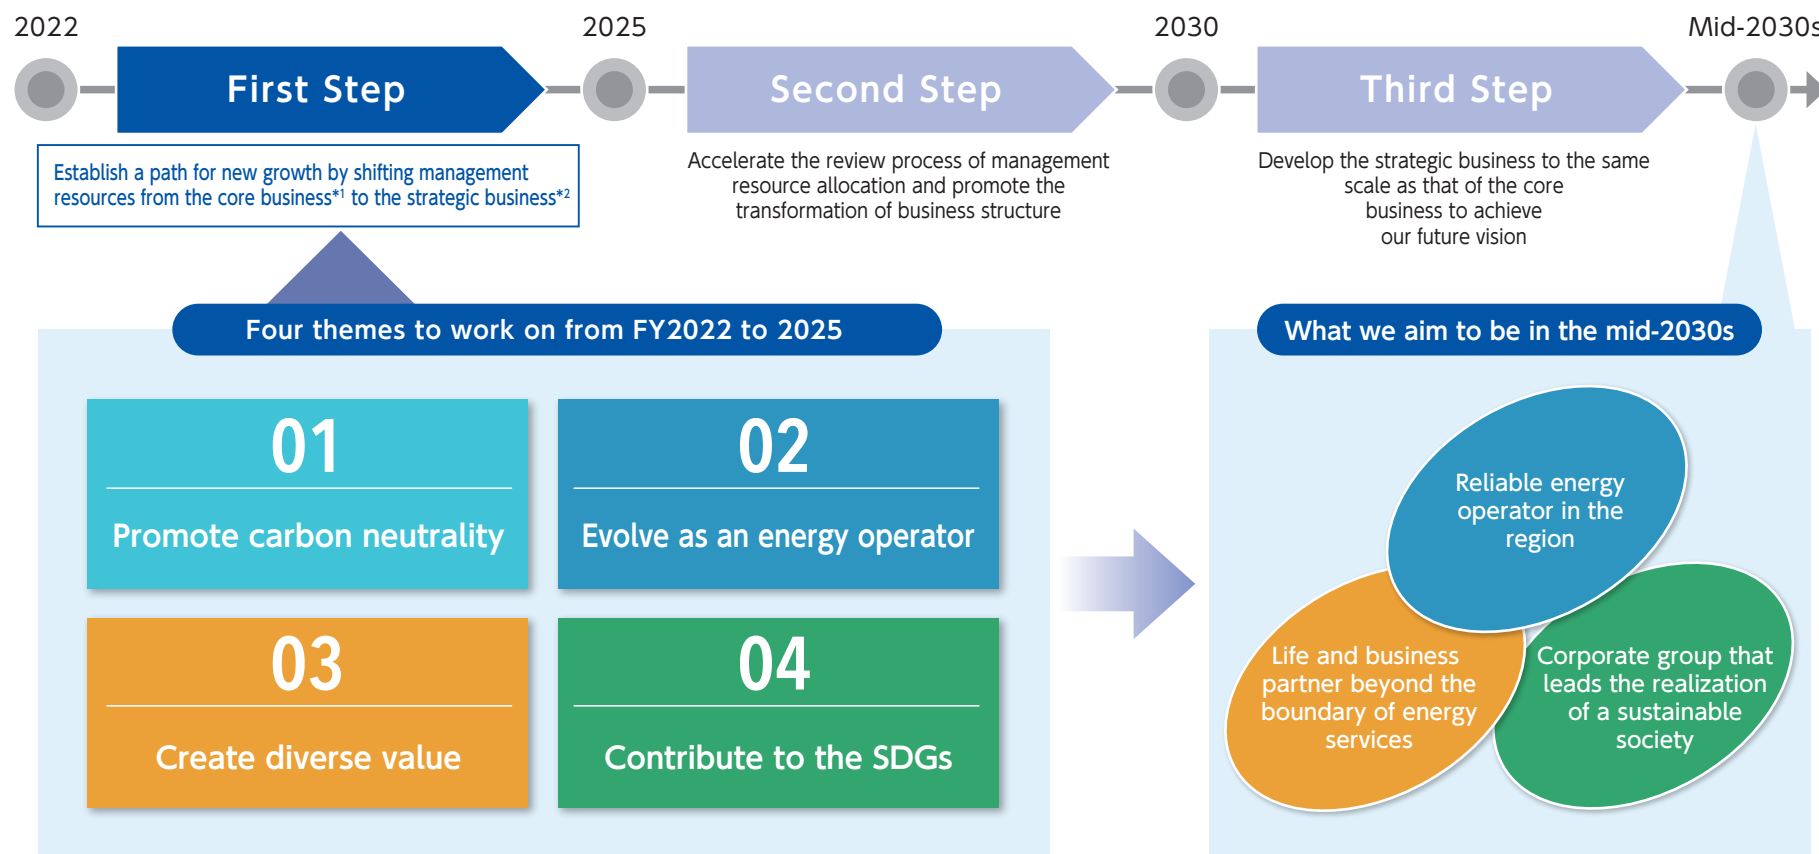 2022
2025
2030
Mid-2030s
First Step
Second Step
Third Step
Establish a path for new growth by shifting management
resources from the core business*1 to the strategic business*2
Accelerate the review process of management
resource allocation and promote the
transformation of business structure
Develop the strategic business to the same
scale as that of the core
business to achieve
our future vision
Four themes to work on from FY2022 to 2025
01
Promote carbon neutrality
02
Evolve as an energy operator
03
Create diverse value
04
Contribute to the SDGs
What we aim to be in the mid-2030s
Reliable energy
operator in the
region
Life and business
partner beyond the
boundary of energy
services
Corporate group that
leads the realization
of a sustainable
society